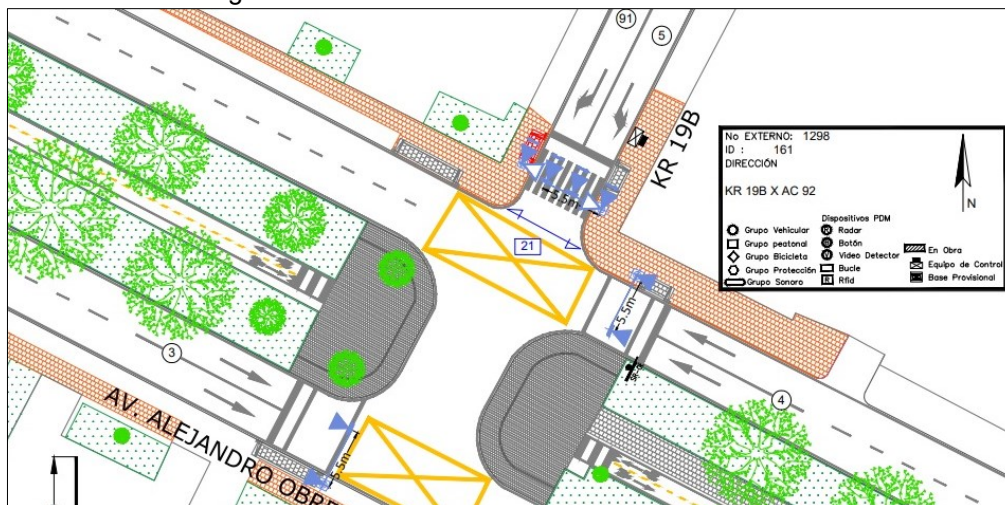 91
5
KR 19B
5.5m
21
5.5m
3
4
AV. ALEJANDRO OBRE
5.5m
No EXTERNO: 1298
ID : 161
DIRECCIÓN
KR 19B X AC 92
N
Dispositivos PDM
Grupo Vehicular
Grupo peatonal
Grupo Bicicleta
Grupo Protección
Grupo Sonoro
Radar
Botón
Video Detector
Bucle
Rfid
En Obra
Equipo de Control
Base Provisional